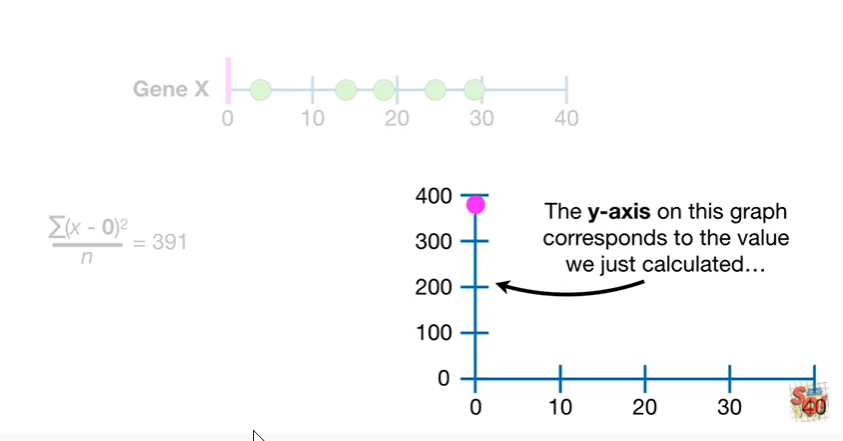 Gene X
0 10 20 30 40
∑(x - 0)²
n
= 391
400
300
200
100
0
The y-axis on this graph
corresponds to the value
we just calculated…
0 10 20 30 40